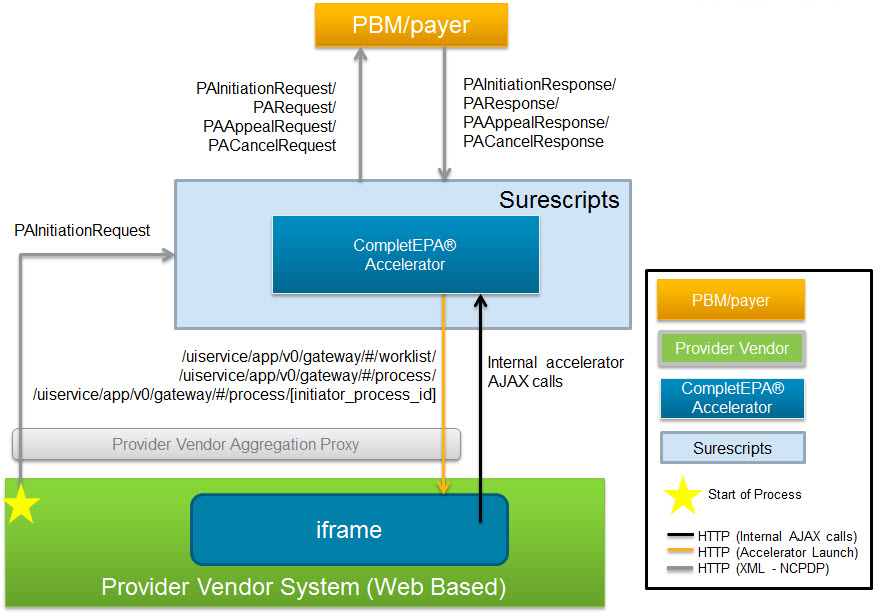 PBM/payer
PAInitiationRequest/
PARequest/
PAAppealRequest/
PACancelRequest
PAInitiationResponse/
PAResponse/
PAAppealResponse/
PACancelResponse
Surescripts
PAInitiationRequest
CompletEPA®
Accelerator
/uiservice/app/v0/gateway/#/worklist/
/uiservice/app/v0/gateway/#/process/
/uiservice/app/v0/gateway/#/process/[initiator_process_id]
Internal accelerator
AJAX calls
Provider Vendor Aggregation Proxy
iframe
Provider Vendor System (Web Based)
PBM/payer
Provider Vendor
CompletEPA®
Accelerator
Surescripts
Start of Process
HTTP (Internal AJAX calls)
HTTP (Accelerator Launch)
HTTP (XML - NCPDP)